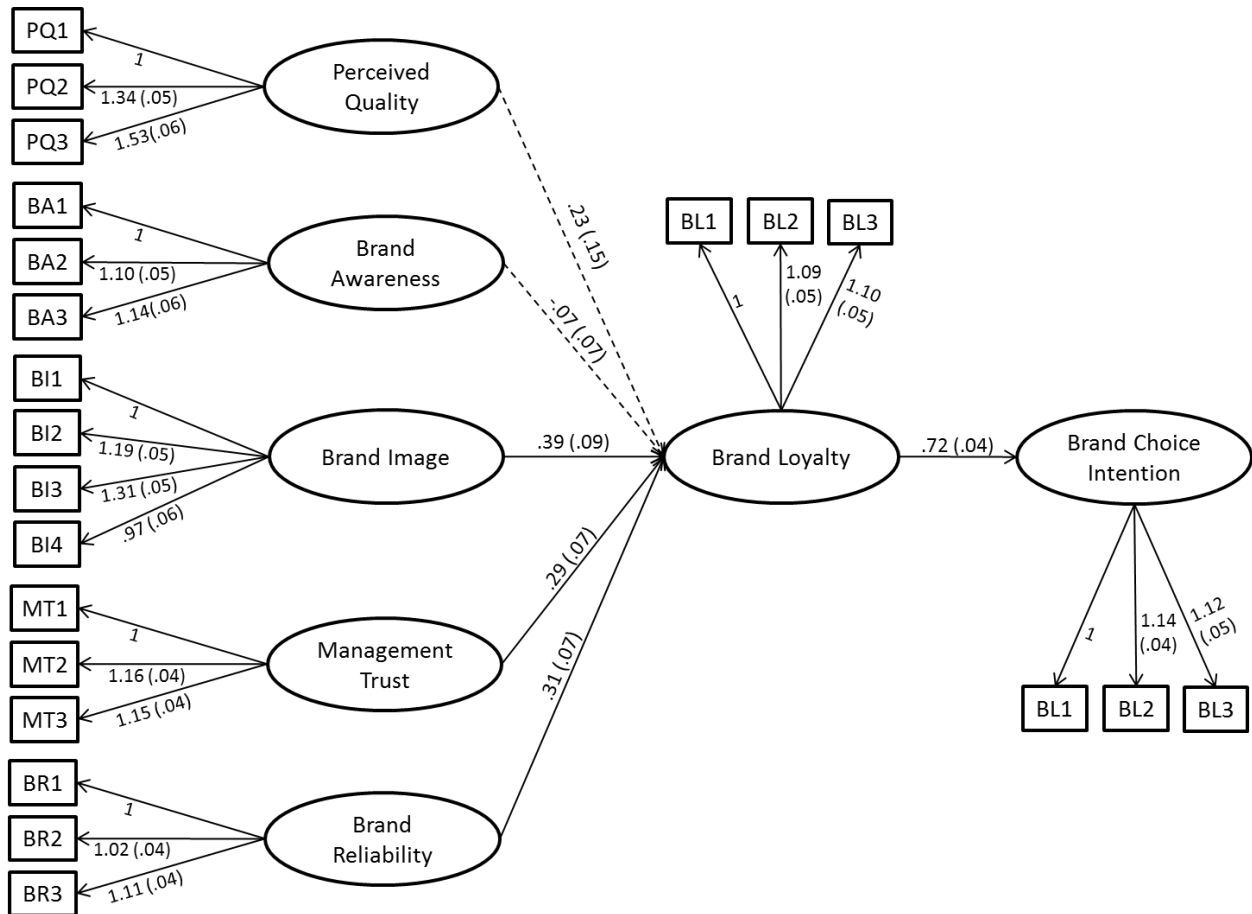 PQ1
1
PQ2
1.34 (.05)
PQ3
1.53(.06)
Perceived
Quality
.23 (.15)
BA1
1
BA2
1.10 (.05)
BA3
1.14(.06)
Brand
Awareness
-.07 (.07)
BI1
1
BI2
1.19 (.05)
BI3
1.31 (.05)
BI4
.97 (.06)
Brand Image
.39 (.09)
MT1
1
MT2
1.16 (.04)
MT3
1.15 (.04)
Management
Trust
.29 (.07)
BR1
1
BR2
1.02 (.04)
BR3
1.11 (.04)
Brand
Reliability
.31 (.07)
BL1
BL2
BL3
1
1.09
(.05)
1.10
(.05)
Brand Loyalty
.72 (.04)
Brand Choice
Intention
1
1.14
(.04)
1.12
(.05)
BL1
BL2
BL3